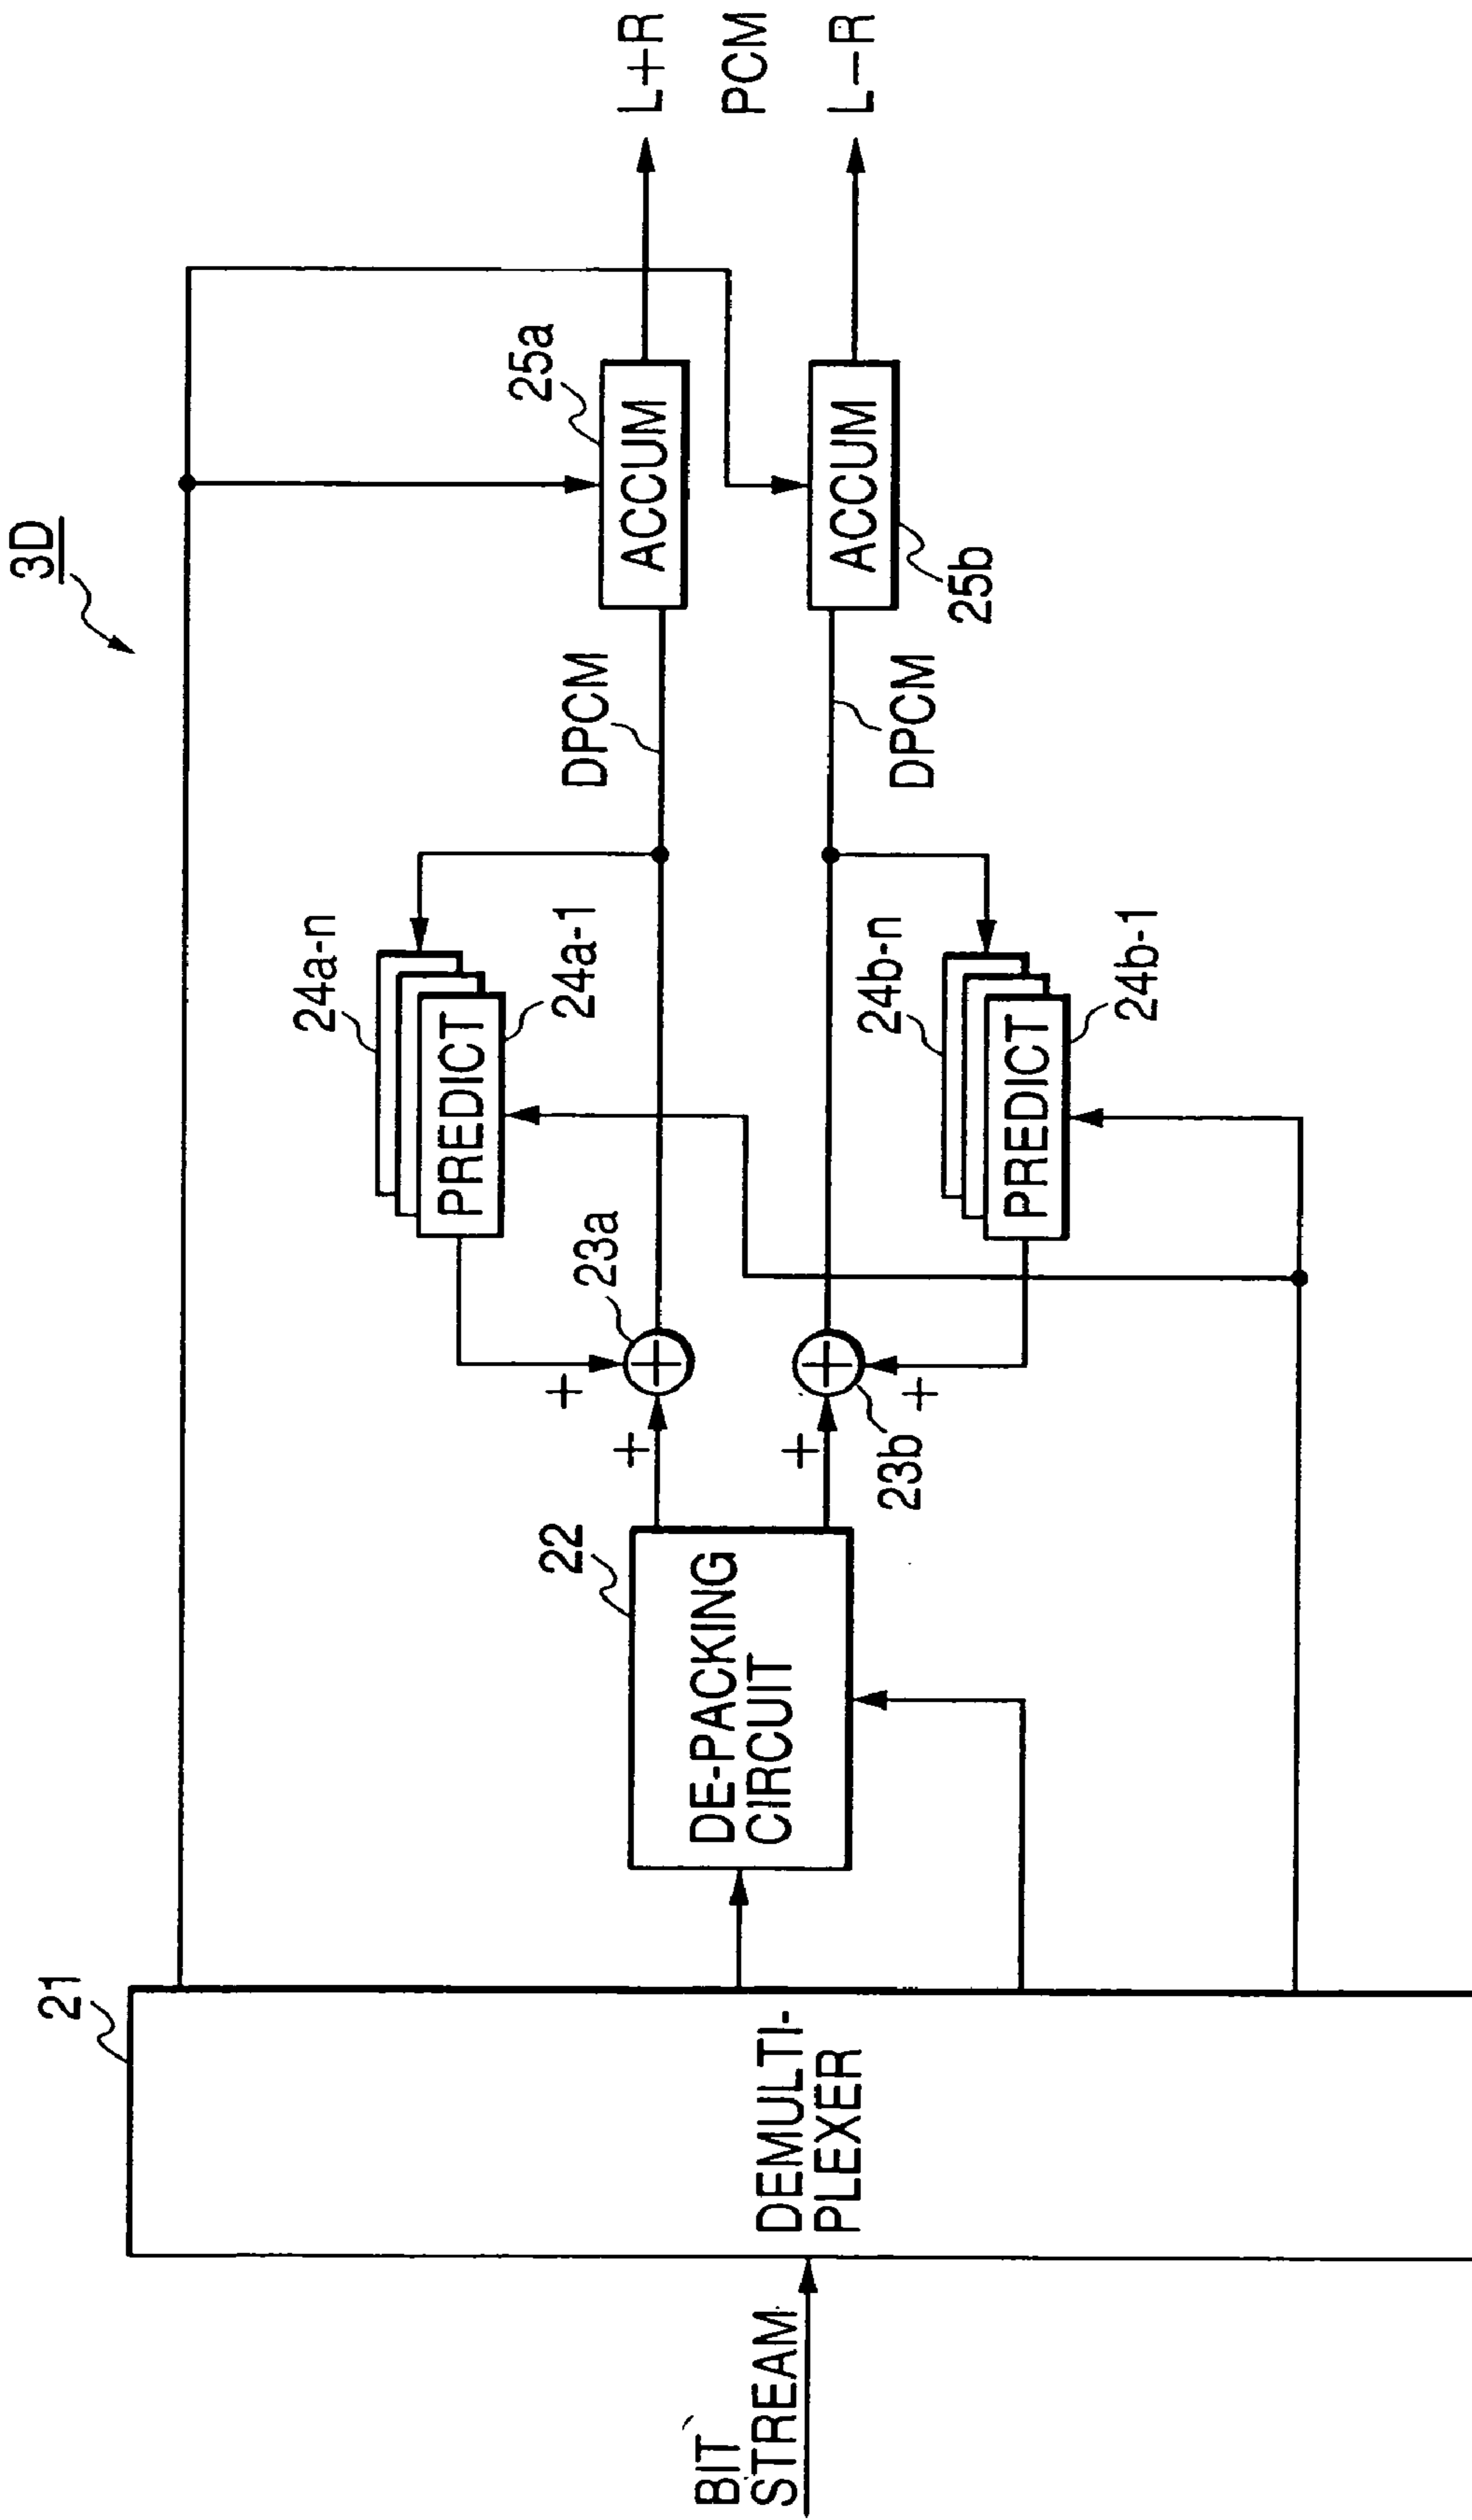 3D
21
BIT
STREAM
DEMULTI-
PLEXER
22
DE-PACKING
CIRCUIT
+
+
+
+
23a
23b
24a-n
PREDICT
24a-1
24b-n
PREDICT
24b-1
DPCM
DPCM
25a
ACCUM
ACCUM
25b
L+R
PCM
L-R